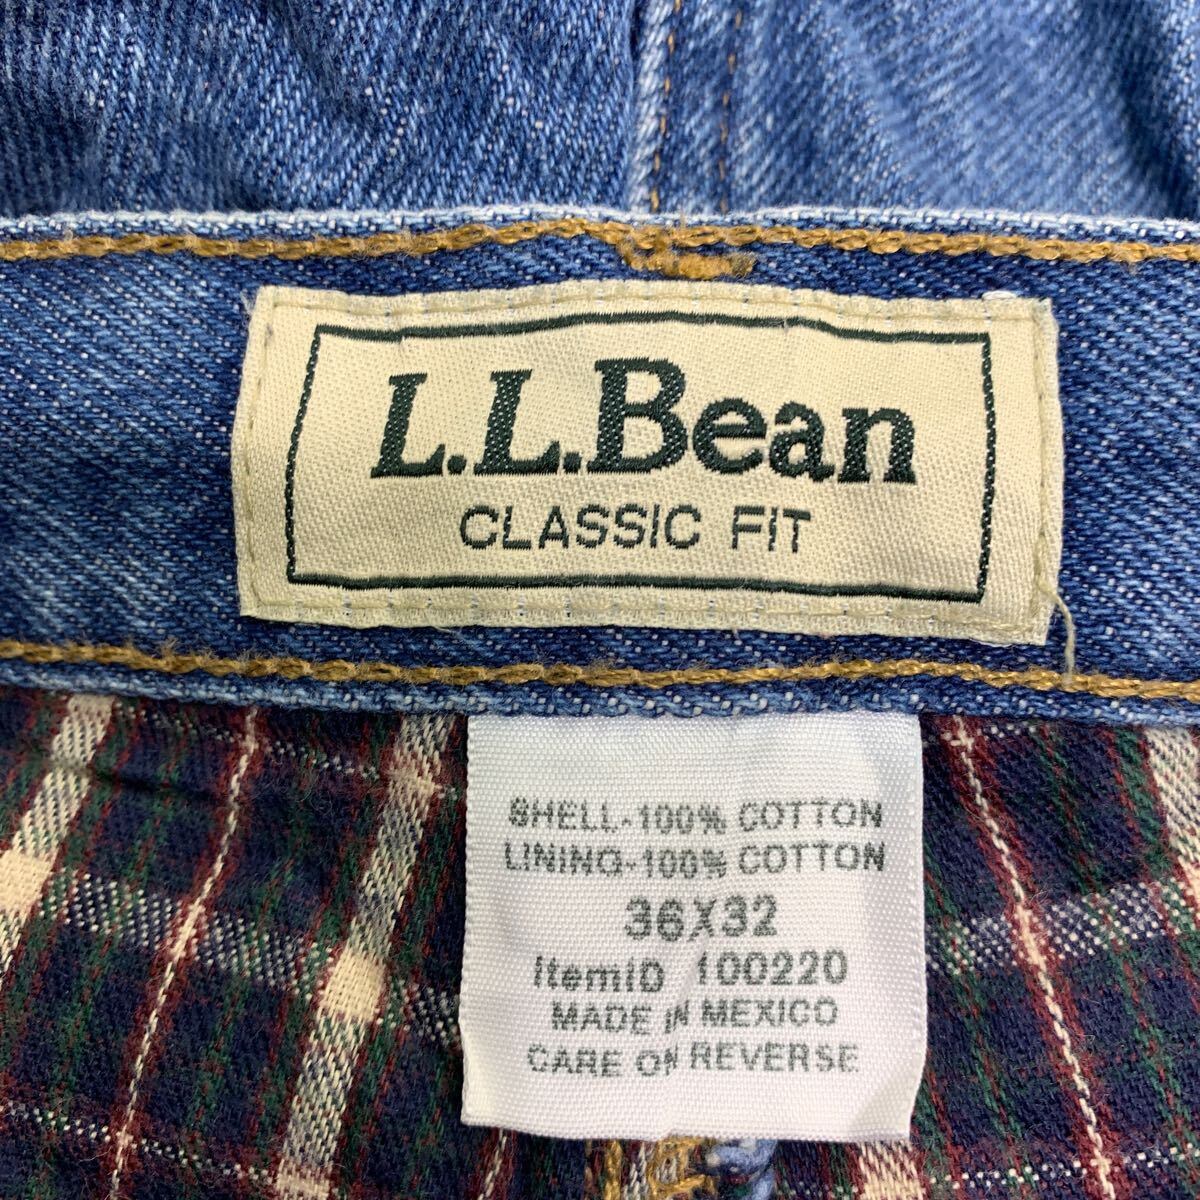 L.L.Bean
CLASSIC FIT
SHELL-100% COTTON
LINING-100% COTTON
36X32
ItemID 100220
MADE IN MEXICO
CARE ON REVERSE